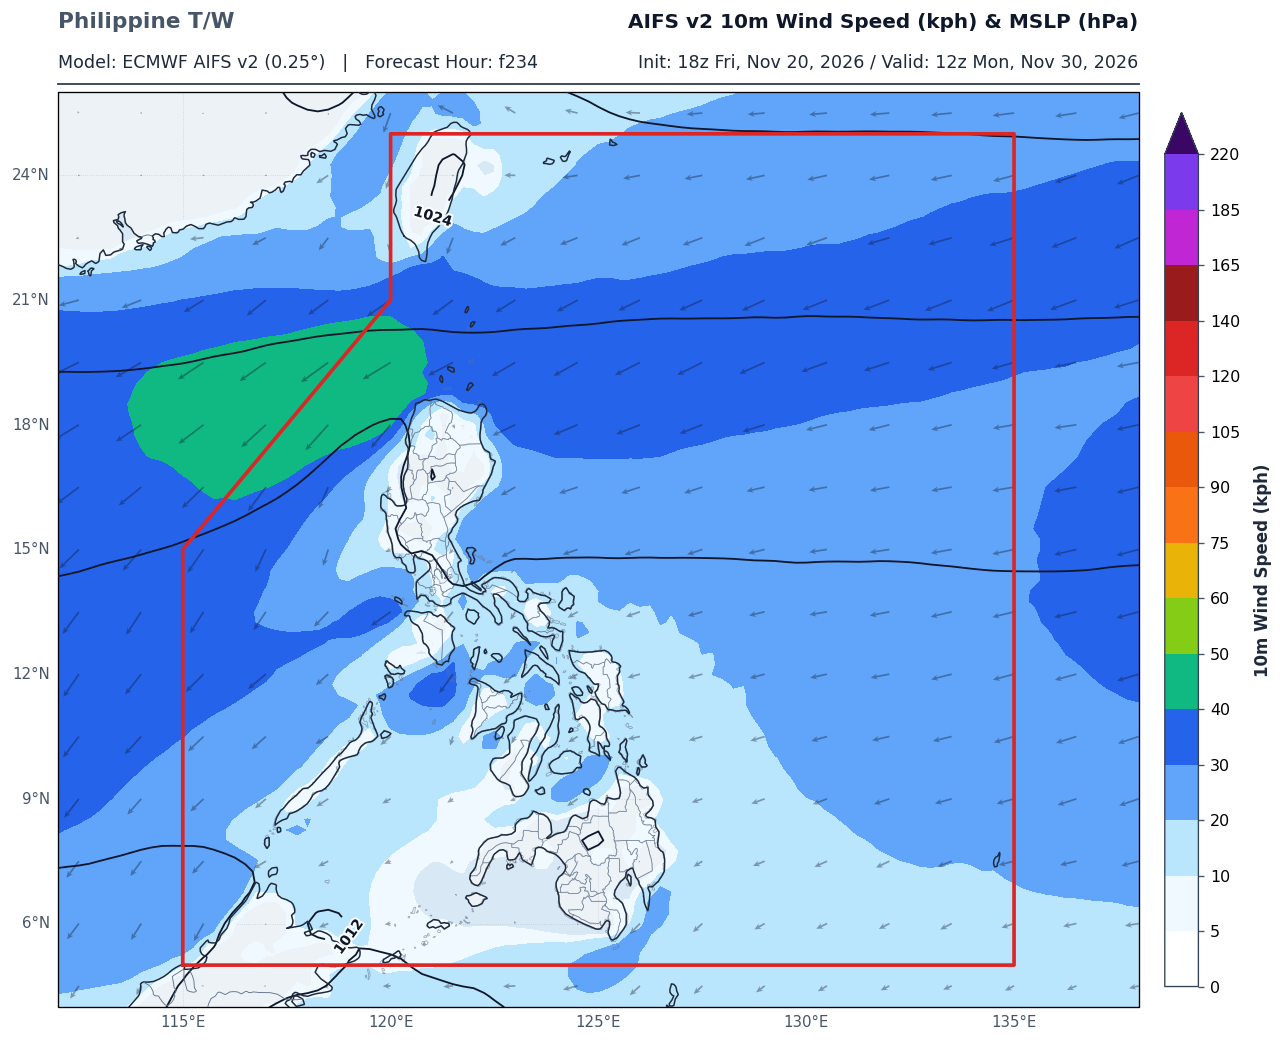 Philippine T/W
AIFS v2 10m Wind Speed (kph) & MSLP (hPa)
Model: ECMWF AIFS v2 (0.25°)   |   Forecast Hour: f234
Init: 18z Fri, Nov 20, 2026 / Valid: 12z Mon, Nov 30, 2026
24°N
21°N
18°N
15°N
12°N
9°N
6°N
115°E
120°E
125°E
130°E
135°E
1024
1012
220
185
165
140
120
105
90
75
60
50
40
30
20
10
5
0
10m Wind Speed (kph)